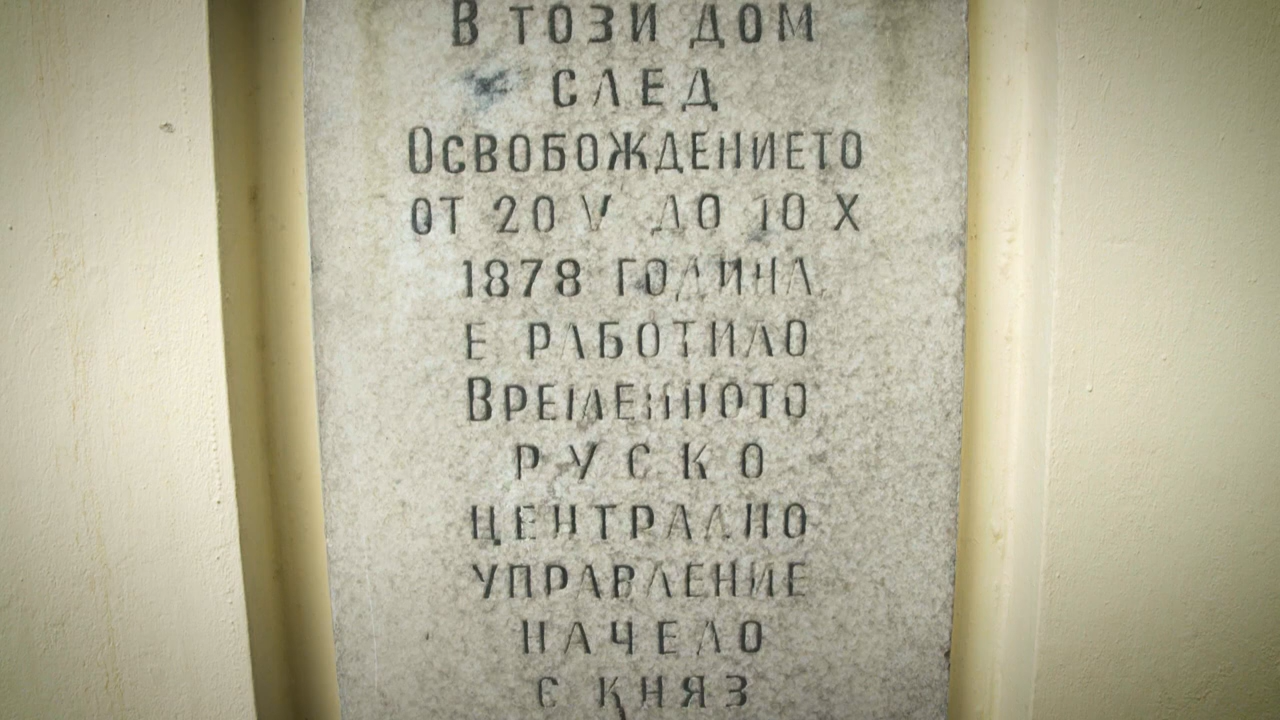 В ТОЗИ ДОМ
СЛЕД
ОСВОБОЖДЕНИЕТО
ОТ 20 V ДО 10 X
1878 ГОДИНА
Е РАБОТИЛО
ВРЕМЕННОТО
РУСКО
ЦЕНТРАЛНО
УПРАВЛЕНИЕ
НАЧЕЛО
С КНЯЗ